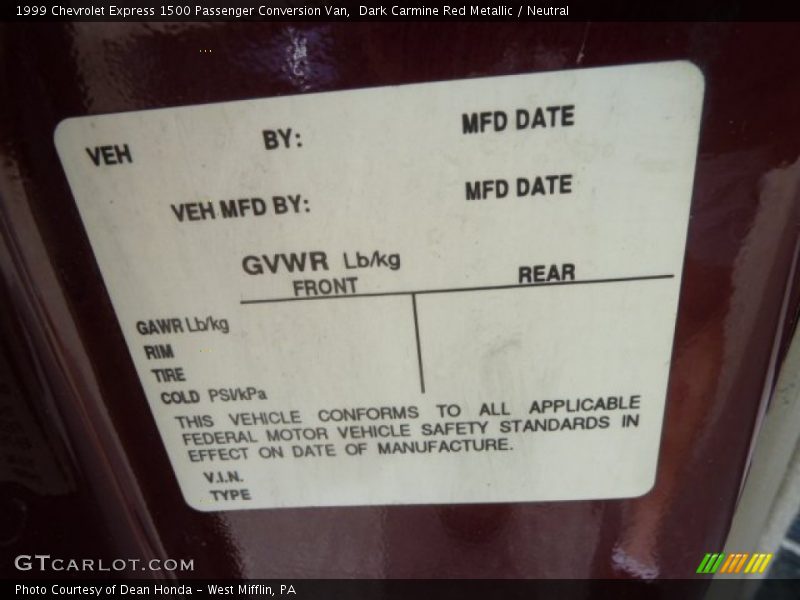 1999 Chevrolet Express 1500 Passenger Conversion Van,  Dark Carmine Red Metallic / Neutral
VEH BY: MFD DATE
VEH MFD BY: MFD DATE
GVWR Lb/kg
FRONT REAR
GAWR Lb/kg
RIM
TIRE
COLD PSI/kPa
THIS VEHICLE CONFORMS TO ALL APPLICABLE
FEDERAL MOTOR VEHICLE SAFETY STANDARDS IN
EFFECT ON DATE OF MANUFACTURE.
V.I.N.
TYPE
GTCARLOT.COM
Photo Courtesy of Dean Honda - West Mifflin, PA